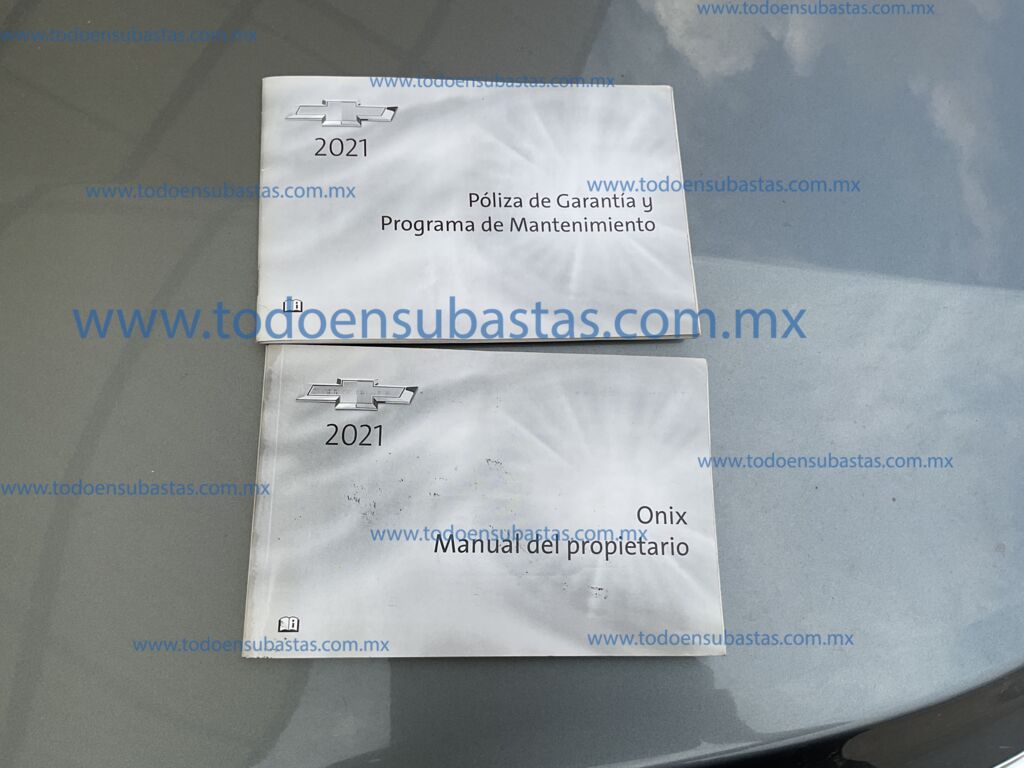 www.todoensubastas.com.mx
www.todoensubastas.com.mx
www.todoensubastas.com.mx
2021
www.todoensubastas.com.mx
www.todoensubastas.com.mx
Póliza de Garantía y
Programa de Mantenimiento
www.todoensubastas.com.mx
2021
www.todoensubastas.com.mx
www.todoensubastas.com.mx
Onix
www.todoensubastas.com.mx
Manual del propietario
www.todoensubastas.com.mx
www.todoensubastas.com.mx